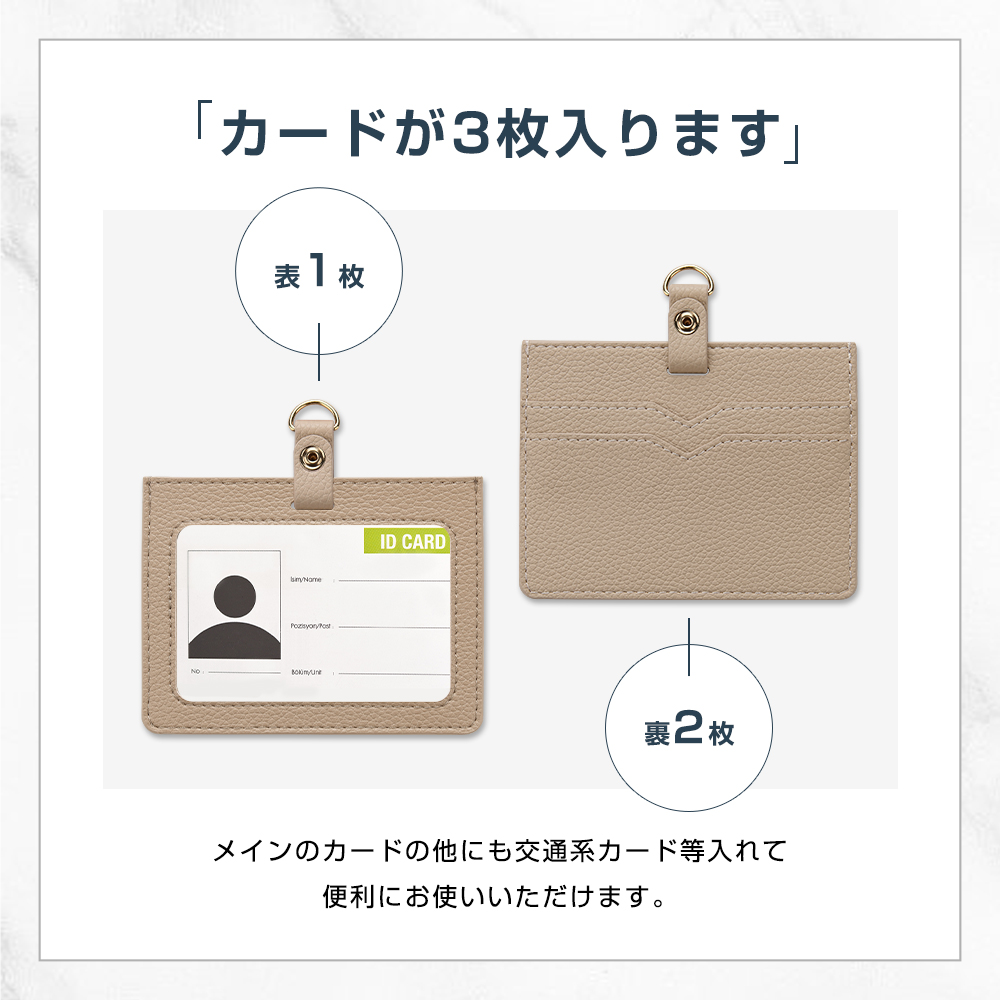 「カードが3枚入ります」
表1枚
ID CARD
Isim/Name :
Pozisyon/Post :
No :
Bölüm/Unit :
裏2枚
メインのカードの他にも交通系カード等入れて
便利にお使いいただけます。